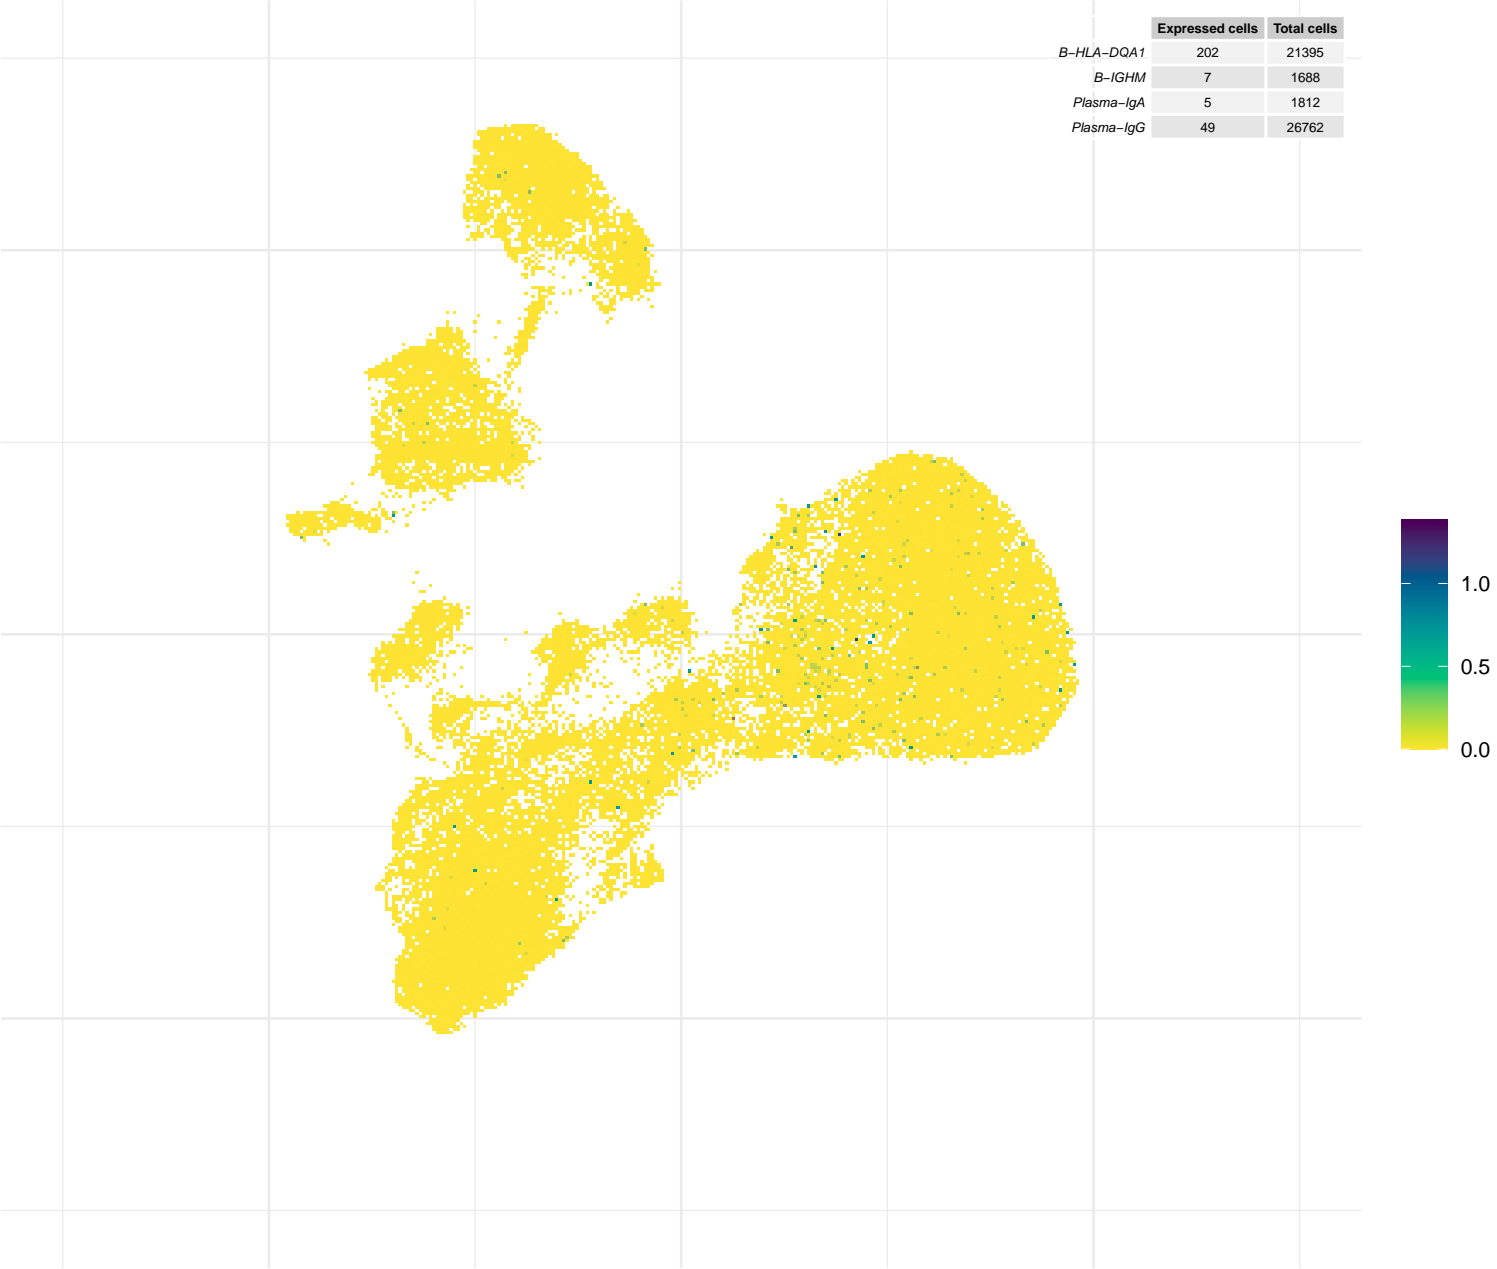 Expressed cells Total cells
B−HLA−DQA1 202 21395
B−IGHM 7 1688
Plasma−IgA 5 1812
Plasma−IgG 49 26762
1.0
0.5
0.0